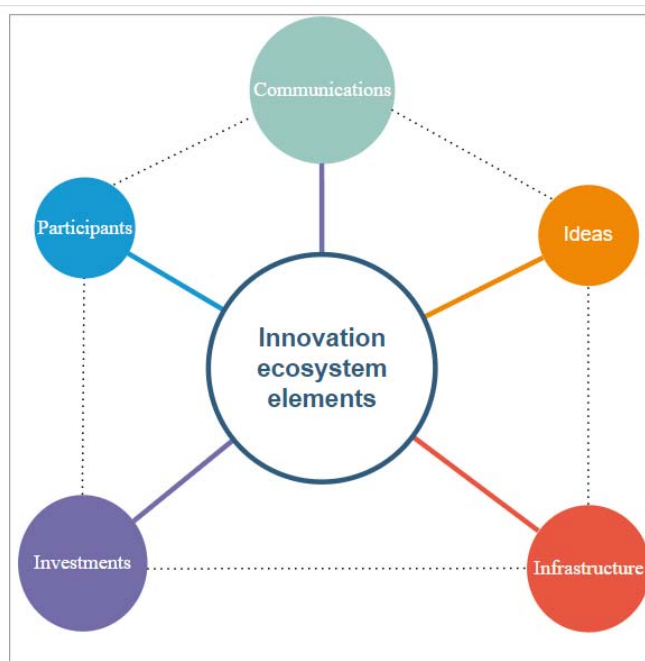 Communications
Participants
Ideas
Innovation
ecosystem
elements
Investments
Infrastructure